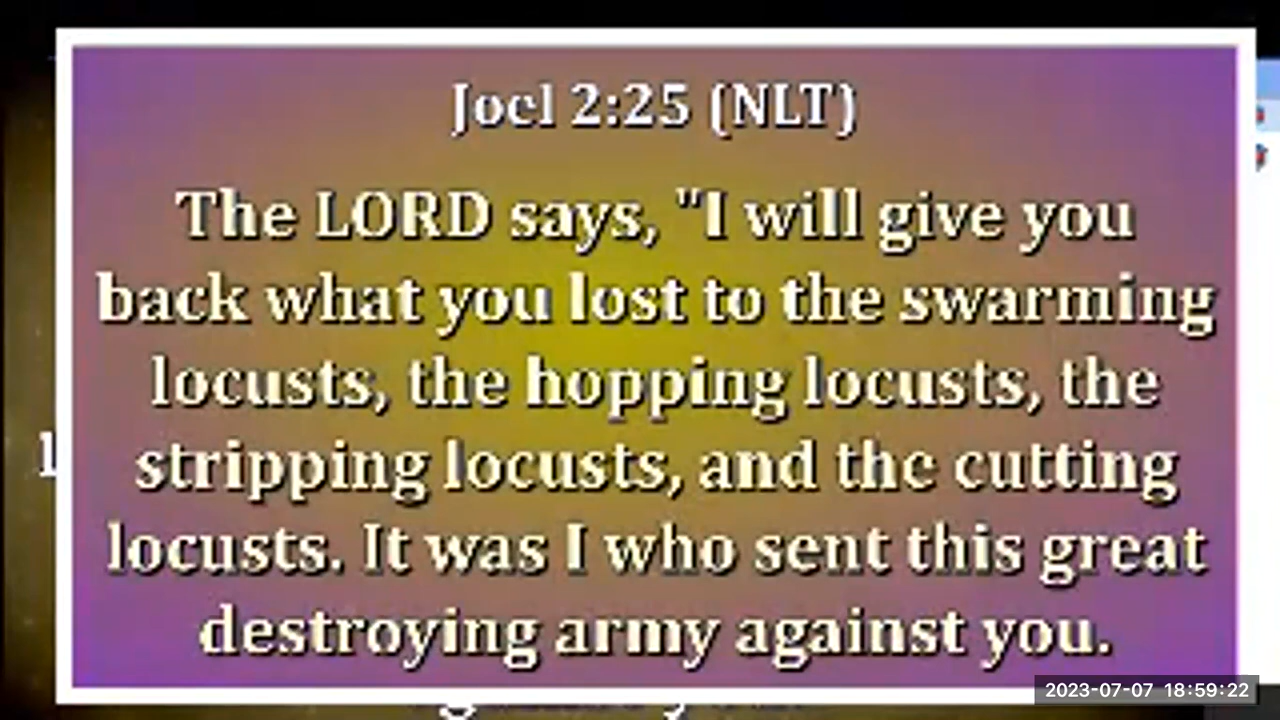 Joel 2:25 (NLT)
The LORD says, "I will give you
back what you lost to the swarming
locusts, the hopping locusts, the
stripping locusts, and the cutting
locusts. It was I who sent this great
destroying army against you.
2023-07-07 18:59:22